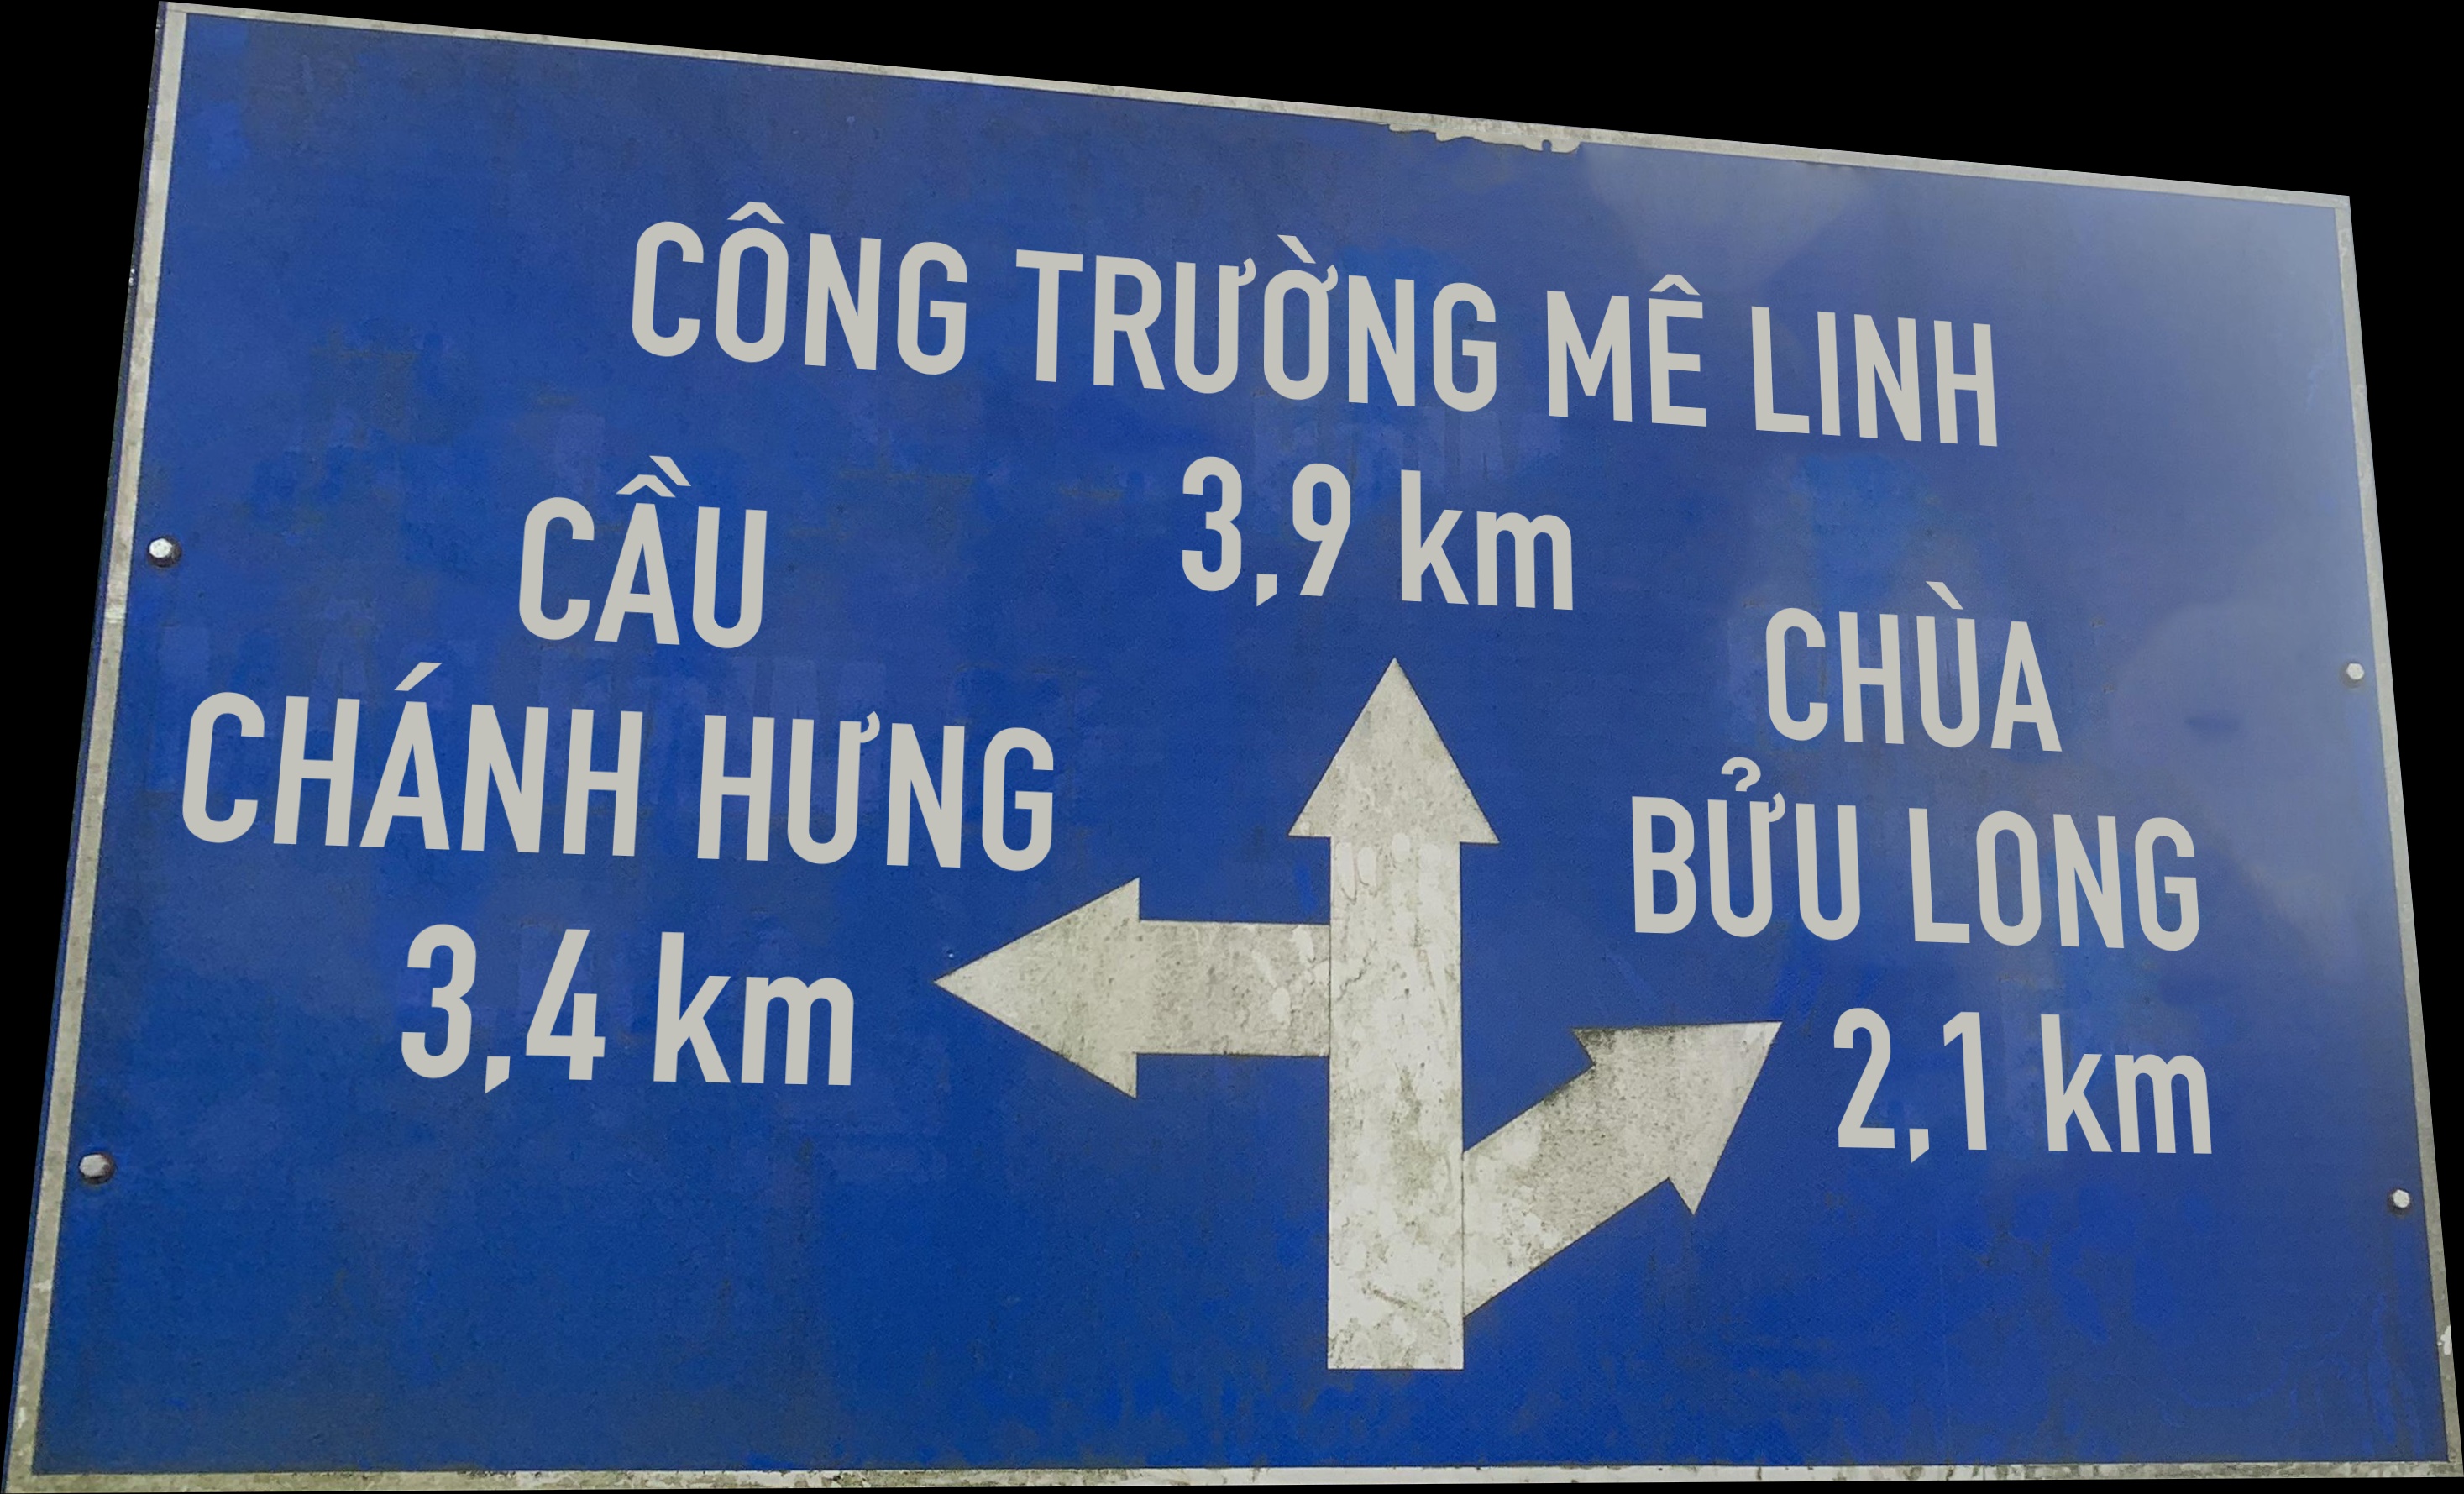 CÔNG TRƯỜNG MÊ LINH
3,9 km
CẦU
CHÁNH HƯNG
3,4 km
CHÙA
BỬU LONG
2,1 km